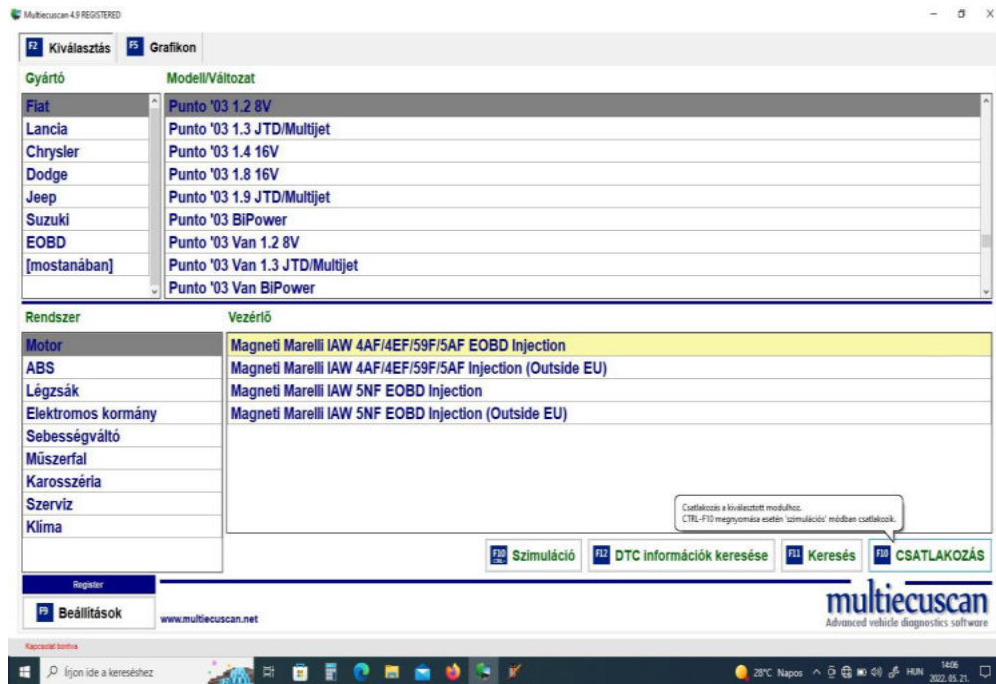 Multiecuscan 4.9 REGISTERED
F2 Kiválasztás F5 Grafikon
Gyártó Modell/Változat
Fiat Punto '03 1.2 8V
Lancia Punto '03 1.3 JTD/Multijet
Chrysler Punto '03 1.4 16V
Dodge Punto '03 1.8 16V
Jeep Punto '03 1.9 JTD/Multijet
Suzuki Punto '03 BiPower
EOBD Punto '03 Van 1.2 8V
[mostanában] Punto '03 Van 1.3 JTD/Multijet
Punto '03 Van BiPower
Rendszer Vezérlő
Motor Magneti Marelli IAW 4AF/4EF/59F/5AF EOBD Injection
ABS Magneti Marelli IAW 4AF/4EF/59F/5AF Injection (Outside EU)
Légzsák Magneti Marelli IAW 5NF EOBD Injection
Elektromos kormány Magneti Marelli IAW 5NF EOBD Injection (Outside EU)
Sebességváltó
Műszerfal
Karosszéria
Szerviz
Klíma
Csatlakozás a kiválasztott modulhoz.
CTRL-F10 megnyomása esetén 'szimulációs' módban csatlakozik.
F10 CTRL+ Szimuláció F12 DTC információk keresése F11 Keresés F10 CSATLAKOZÁS
Register
F9 Beállítások www.multiecuscan.net
multiecuscan
Advanced vehicle diagnostics software
Kapcsolat bontva
Írjon ide a kereséshez 28°C Napos HUN 14:06
2022. 05. 21.